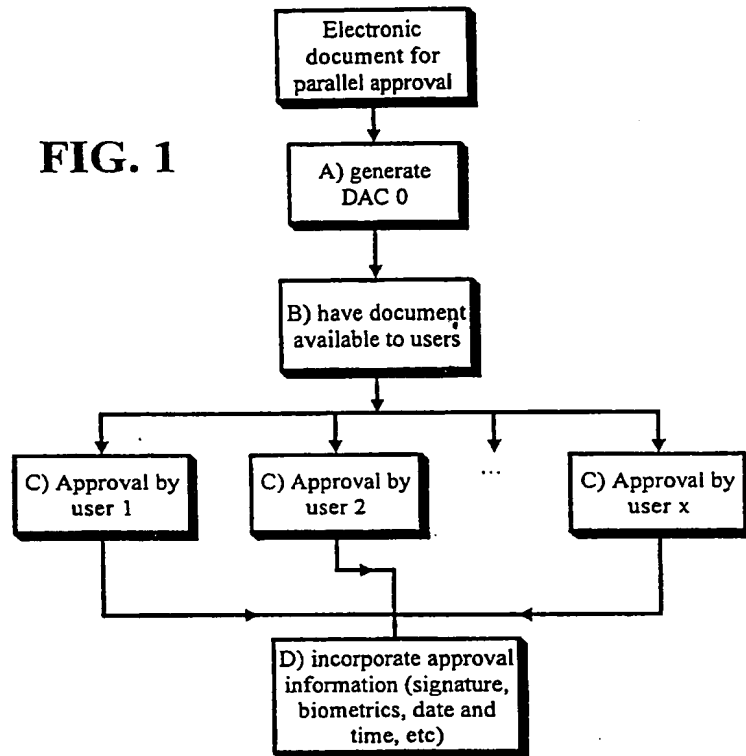 Electronic
document for
parallel approval
FIG. 1
A) generate
DAC 0
B) have document
available to users
C) Approval by
user 1
C) Approval by
user 2
...
C) Approval by
user x
D) incorporate approval
information (signature,
biometrics, date and
time, etc)